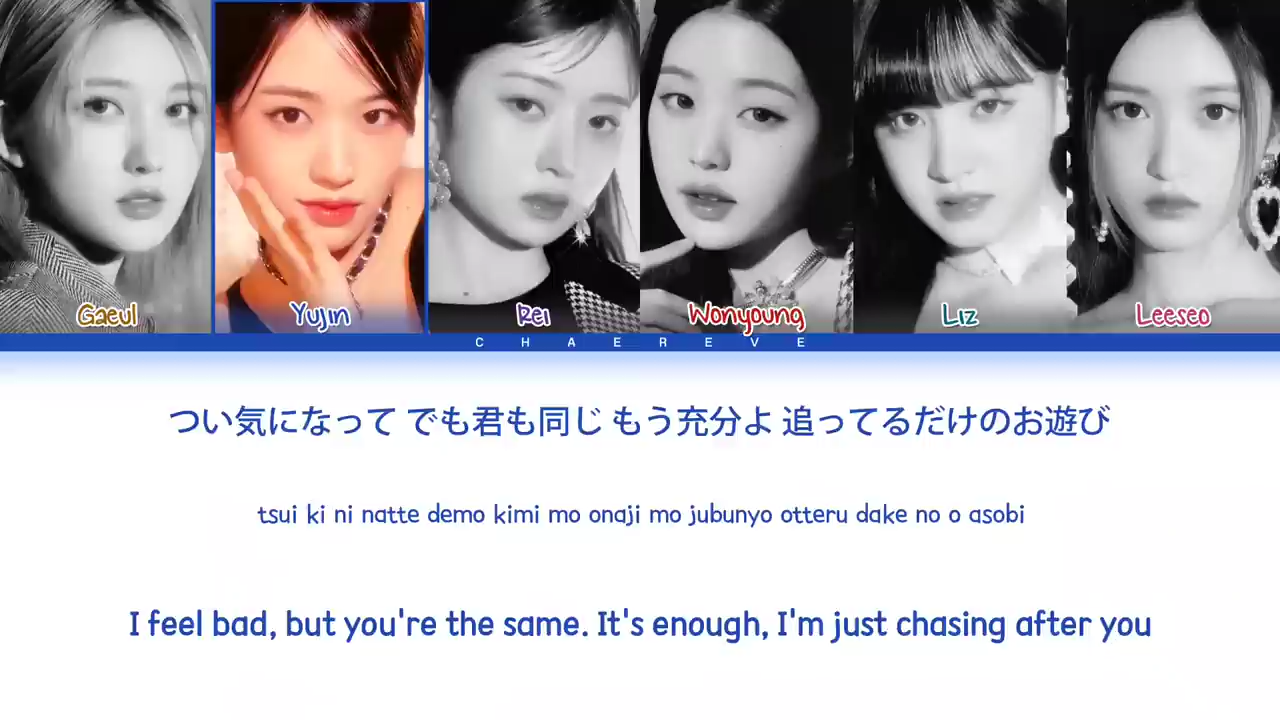 Gaeul Yujin Rei Wonyoung Liz Leeseo
CHAEREVE
つい気になって でも君も同じ もう充分よ 追ってるだけのお遊び
tsui ki ni natte demo kimi mo onaji mo jubunyo otteru dake no o asobi
I feel bad, but you're the same. It's enough, I'm just chasing after you